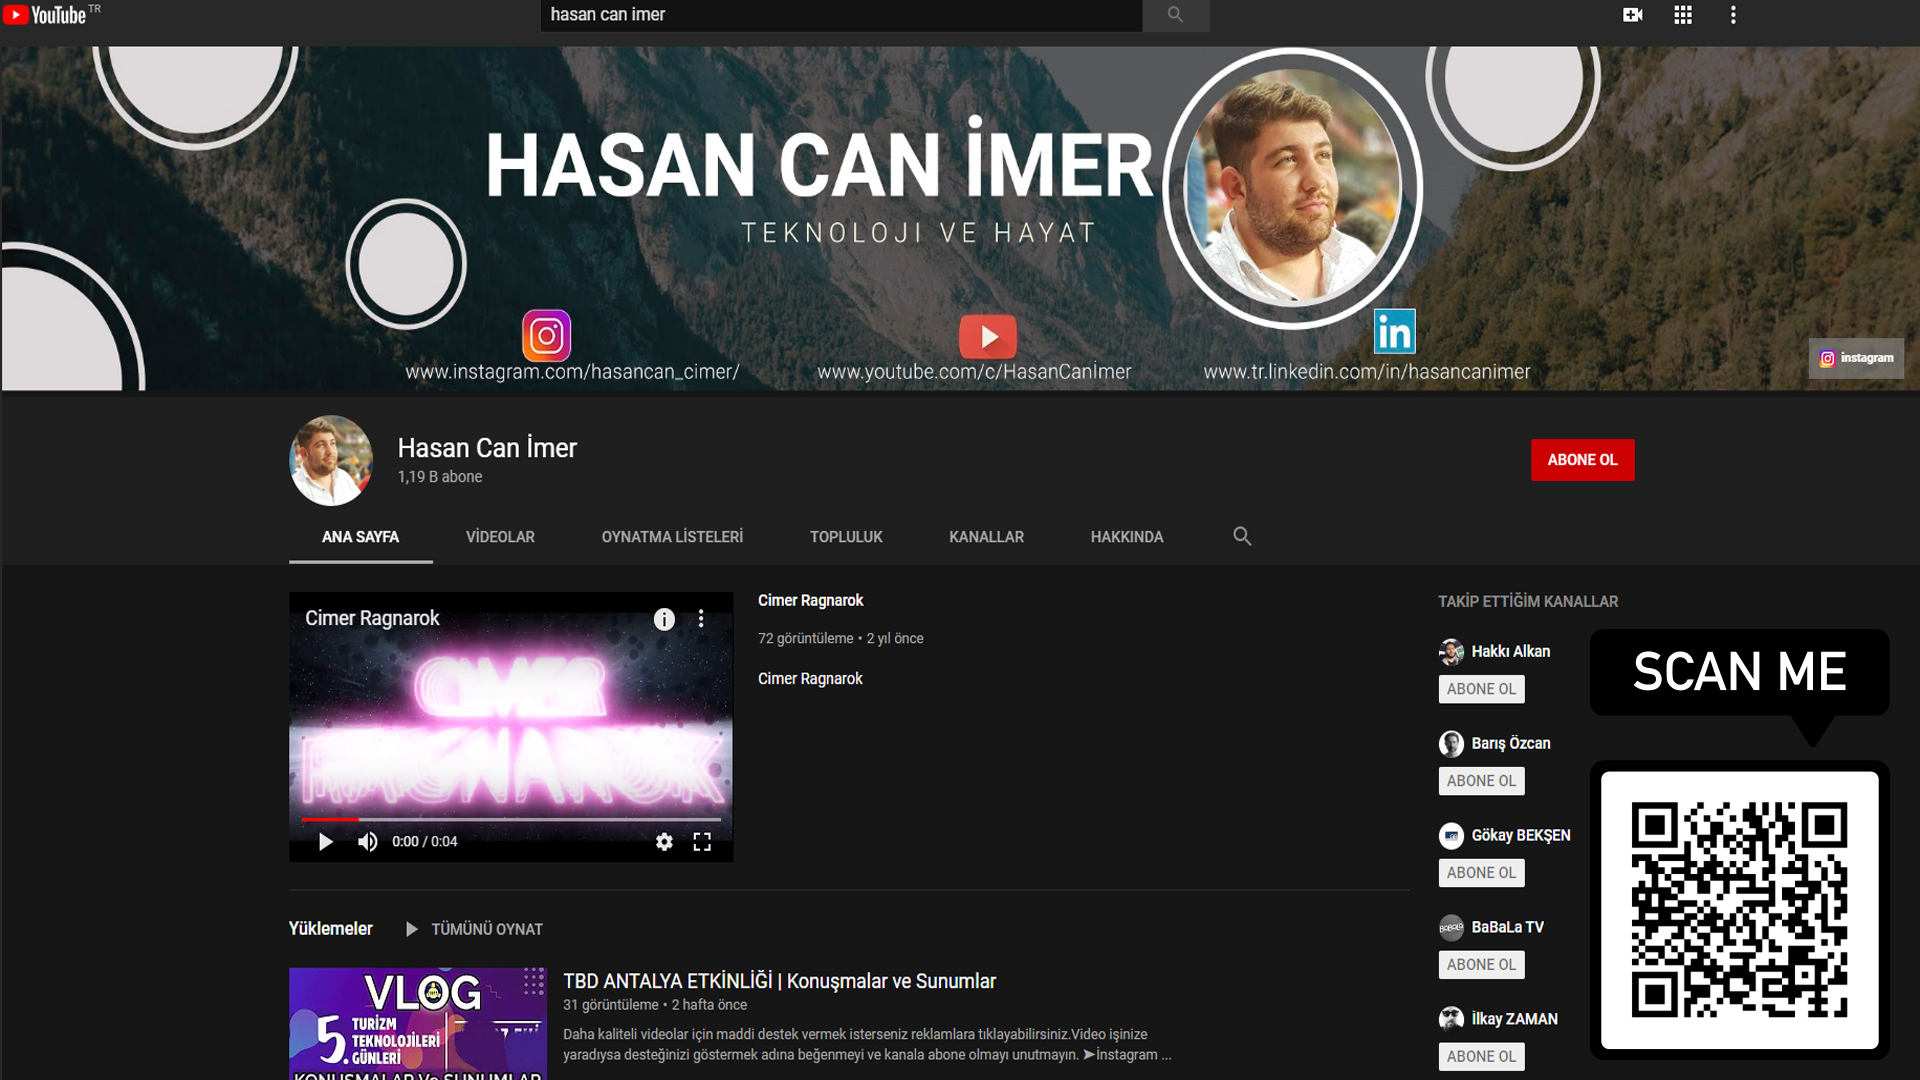 YouTube TR
hasan can imer
HASAN CAN İMER
TEKNOLOJI VE HAYAT
www.instagram.com/hasancan_cimer/
www.youtube.com/c/HasanCanİmer
www.tr.linkedin.com/in/hasancanimer
instagram
Hasan Can İmer
1,19 B abone
ABONE OL
ANA SAYFA
VİDEOLAR
OYNATMA LİSTELERİ
TOPLULUK
KANALLAR
HAKKINDA
Cimer Ragnarok
CIMER
RAGNAROK
0:00 / 0:04
Cimer Ragnarok
72 görüntüleme • 2 yıl önce
Cimer Ragnarok
TAKİP ETTİĞİM KANALLAR
Hakkı Alkan
ABONE OL
Barış Özcan
ABONE OL
Gökay BEKŞEN
ABONE OL
BaBaLa TV
ABONE OL
İlkay ZAMAN
ABONE OL
SCAN ME
Yüklemeler
TÜMÜNÜ OYNAT
VLOG
5. TURİZM
TEKNOLOJİLERİ
GÜNLERİ
KONUŞMALAR Ve SUNUMLAR
TBD ANTALYA ETKİNLİĞİ | Konuşmalar ve Sunumlar
31 görüntüleme • 2 hafta önce
Daha kaliteli videolar için maddi destek vermek isterseniz reklamlara tıklayabilirsiniz.Video işinize
yaradıysa desteğinizi göstermek adına beğenmeyi ve kanala abone olmayı unutmayın. ➤İnstagram ...